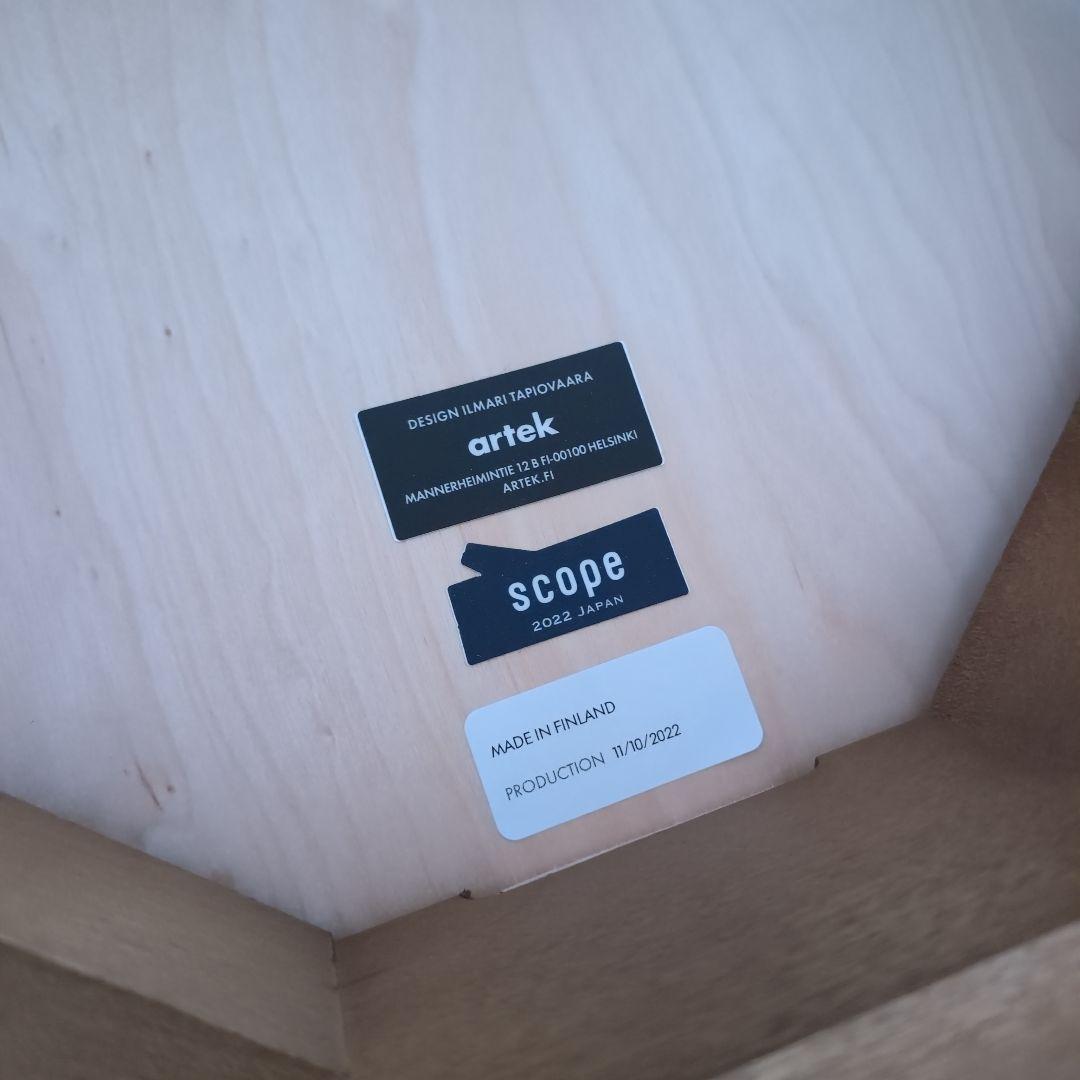 DESIGN ILMARI TAPIOVAARA
artek
MANNERHEIMINTIE 12 B FI-00100 HELSINKI
ARTEK.FI
scope
2022 JAPAN
MADE IN FINLAND
PRODUCTION 11/10/2022